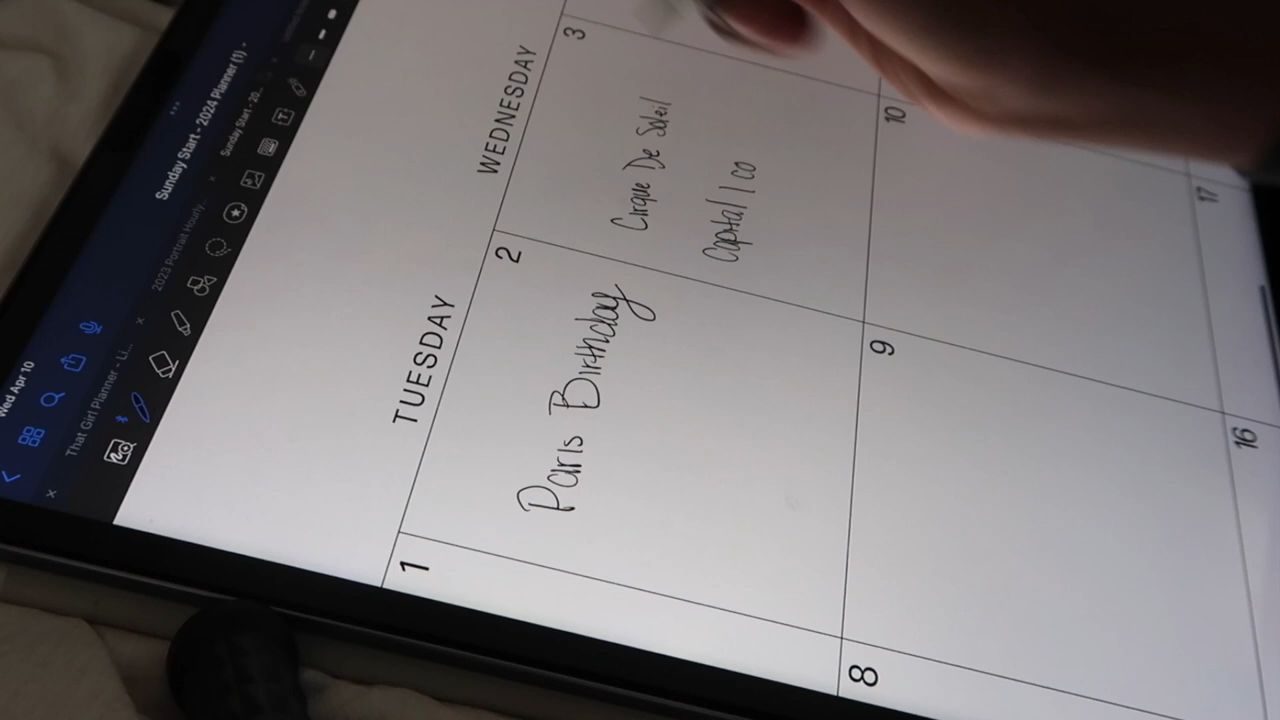 Wed Apr 10
Sunday Start - 2024 Planner (1)
That Girl Planner - Li...
2023 Portrait Hourly...
Sunday Start - 20...
TUESDAY
WEDNESDAY
1
2
Paris Birthday
3
Cirque De Soleil
Capital 1 co
8
9
10
16
17